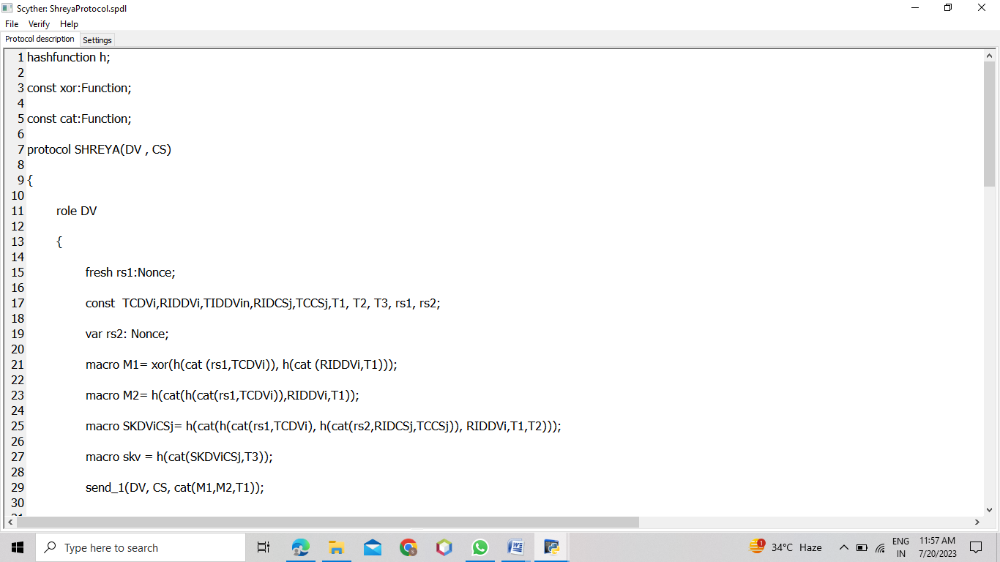 Scyther: ShreyaProtocol.spdl
File Verify Help
Protocol description Settings
1 hashfunction h;
2
3 const xor:Function;
4
5 const cat:Function;
6
7 protocol SHREYA(DV , CS)
8
9 {
10
11 role DV
12
13 {
14
15 fresh rs1:Nonce;
16
17 const TCDVi,RIDDVi,TIDDVin,RIDCSj,TCCSj,T1, T2, T3, rs1, rs2;
18
19 var rs2: Nonce;
20
21 macro M1= xor(h(cat (rs1,TCDVi)), h(cat (RIDDVi,T1)));
22
23 macro M2= h(cat(h(cat(rs1,TCDVi)),RIDDVi,T1));
24
25 macro SKDViCSj= h(cat(h(cat(rs1,TCDVi), h(cat(rs2,RIDCSj,TCCSj)), RIDDVi,T1,T2)));
26
27 macro skv = h(cat(SKDViCSj,T3));
28
29 send_1(DV, CS, cat(M1,M2,T1));
30
Type here to search
1
34°C Haze
ENG
IN
11:57 AM
7/20/2023